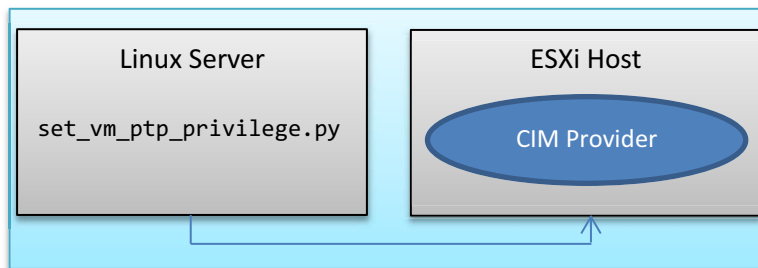 Linux Server
set_vm_ptp_privilege.py
ESXi Host
CIM Provider